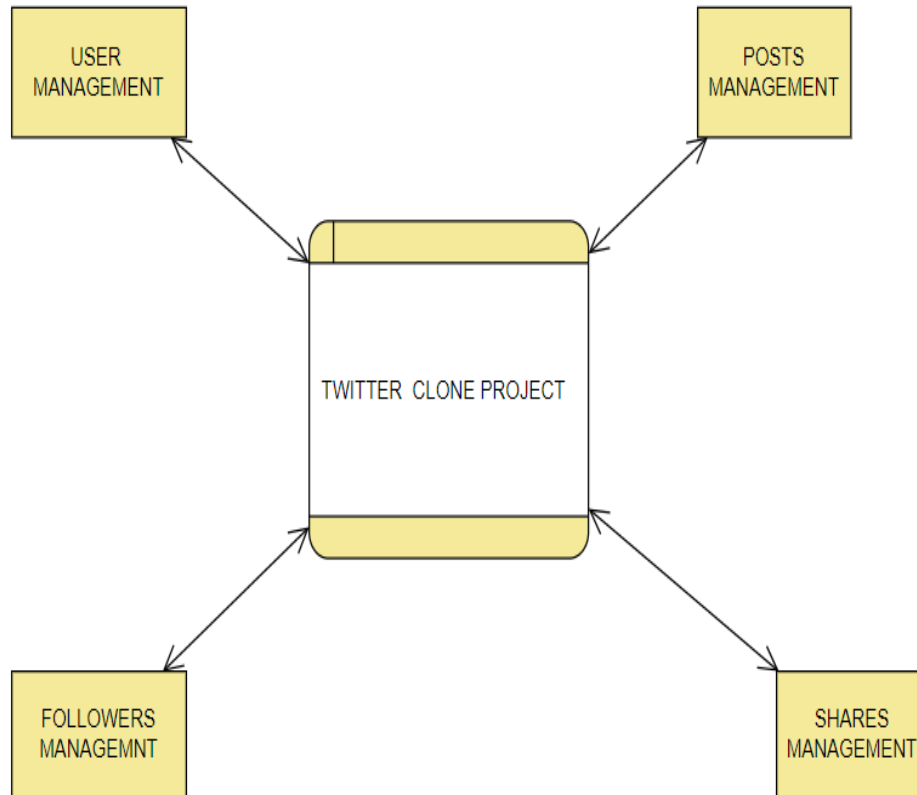 USER
MANAGEMENT
POSTS
MANAGEMENT
TWITTER CLONE PROJECT
FOLLOWERS
MANAGEMNT
SHARES
MANAGEMENT